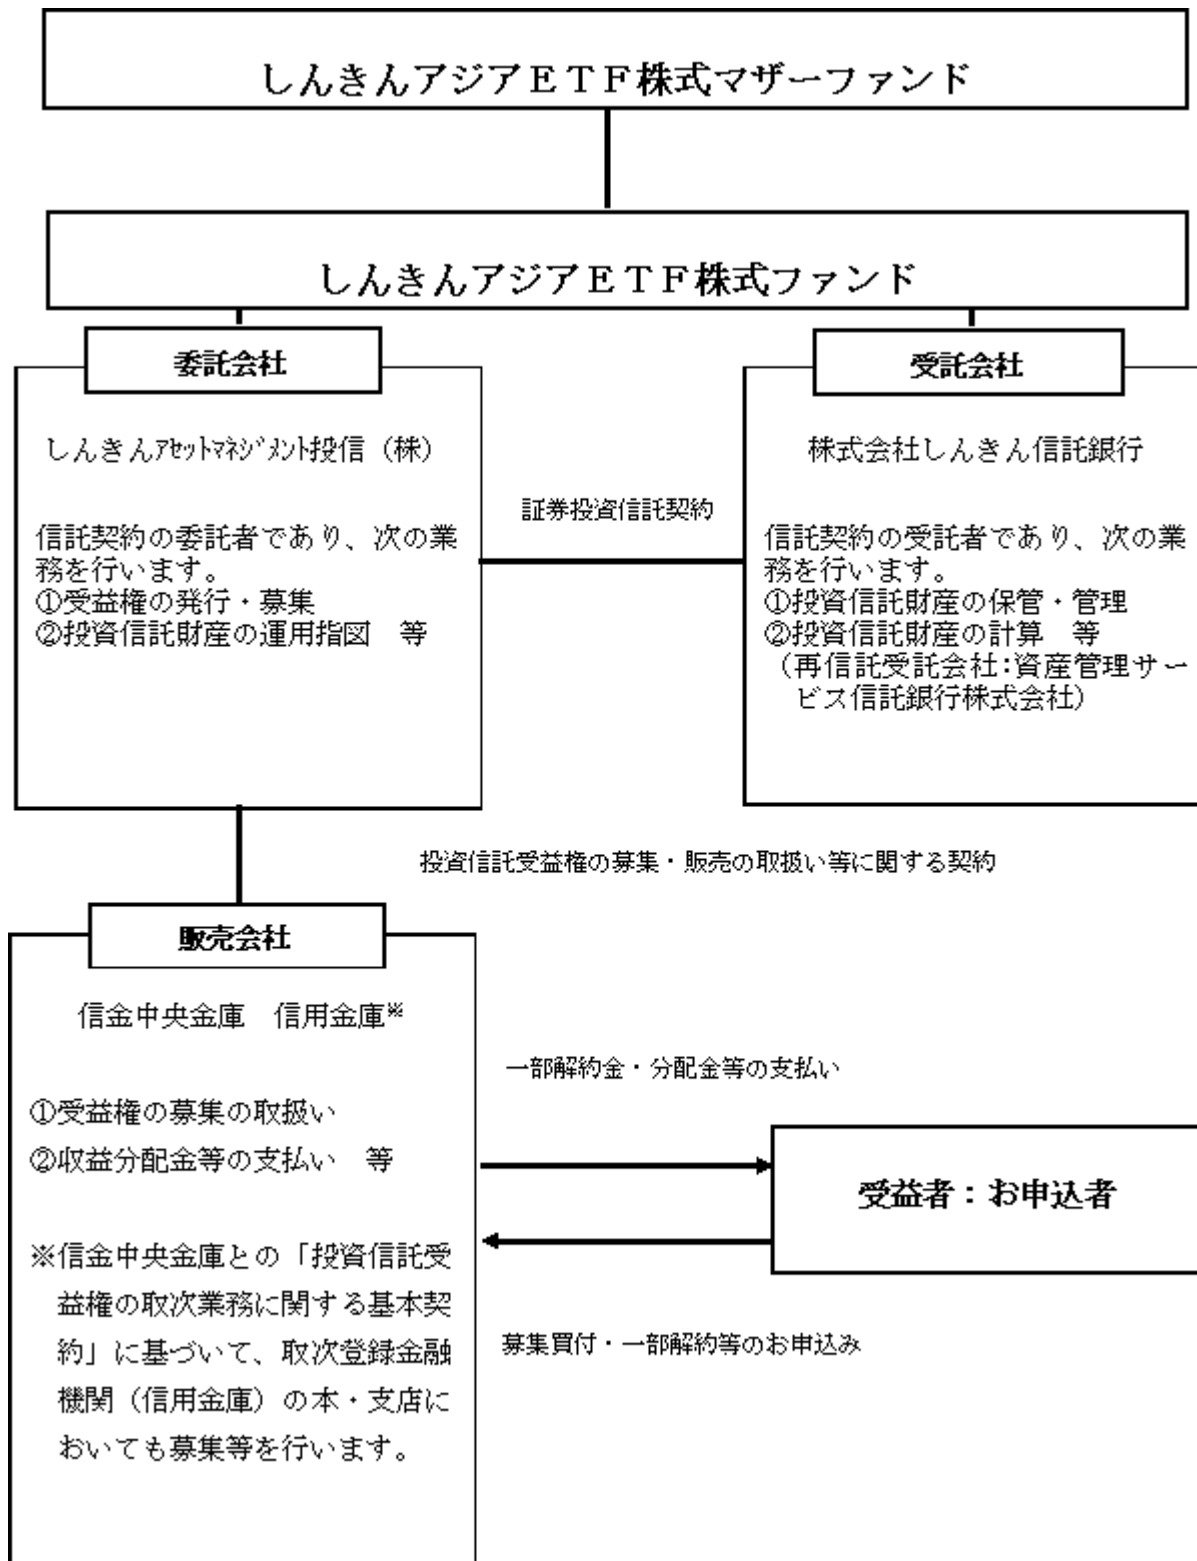 しんきんアジアＥＴＦ株式マザーファンド
しんきんアジアＥＴＦ株式ファンド
委託会社
しんきんｱｾｯﾄﾏﾈｼﾞﾒﾝﾄ投信（株）
信託契約の委託者であり、次の業
務を行います。
①受益権の発行・募集
②投資信託財産の運用指図　等
証券投資信託契約
受託会社
株式会社しんきん信託銀行
信託契約の受託者であり、次の業
務を行います。
①投資信託財産の保管・管理
②投資信託財産の計算　等
（再信託受託会社：資産管理サー
ビス信託銀行株式会社）
投資信託受益権の募集・販売の取扱い等に関する契約
販売会社
信金中央金庫　信用金庫※
①受益権の募集の取扱い
②収益分配金等の支払い　等
※信金中央金庫との「投資信託受
益権の取次業務に関する基本契
約」に基づいて、取次登録金融
機関（信用金庫）の本・支店に
おいても募集等を行います。
一部解約金・分配金等の支払い
受益者：お申込者
募集買付・一部解約等のお申込み